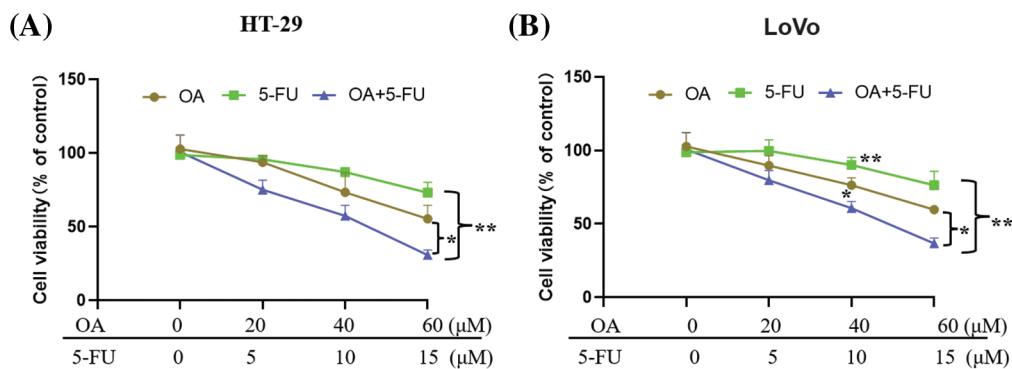 (A)
HT-29
Cell viability (% of control)
150
100
50
0
OA
5-FU
OA+5-FU
*
**
OA 0 20 40 60 (μM)
5-FU 0 5 10 15 (μM)
(B)
LoVo
Cell viability (% of control)
150
100
50
0
OA
5-FU
OA+5-FU
**
*
*
**
OA 0 20 40 60 (μM)
5-FU 0 5 10 15 (μM)